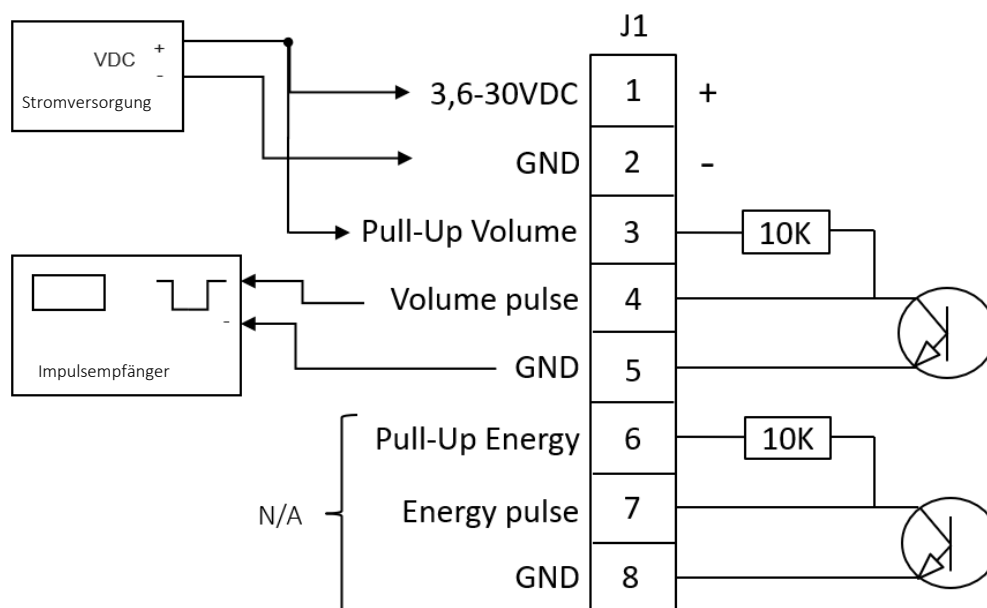 J1
VDC + -
Stromversorgung
3,6-30VDC 1 +
GND 2 -
Pull-Up Volume 3 10K
Volume pulse 4
-
Impulsempfänger
GND 5
Pull-Up Energy 6 10K
N/A
Energy pulse 7
GND 8